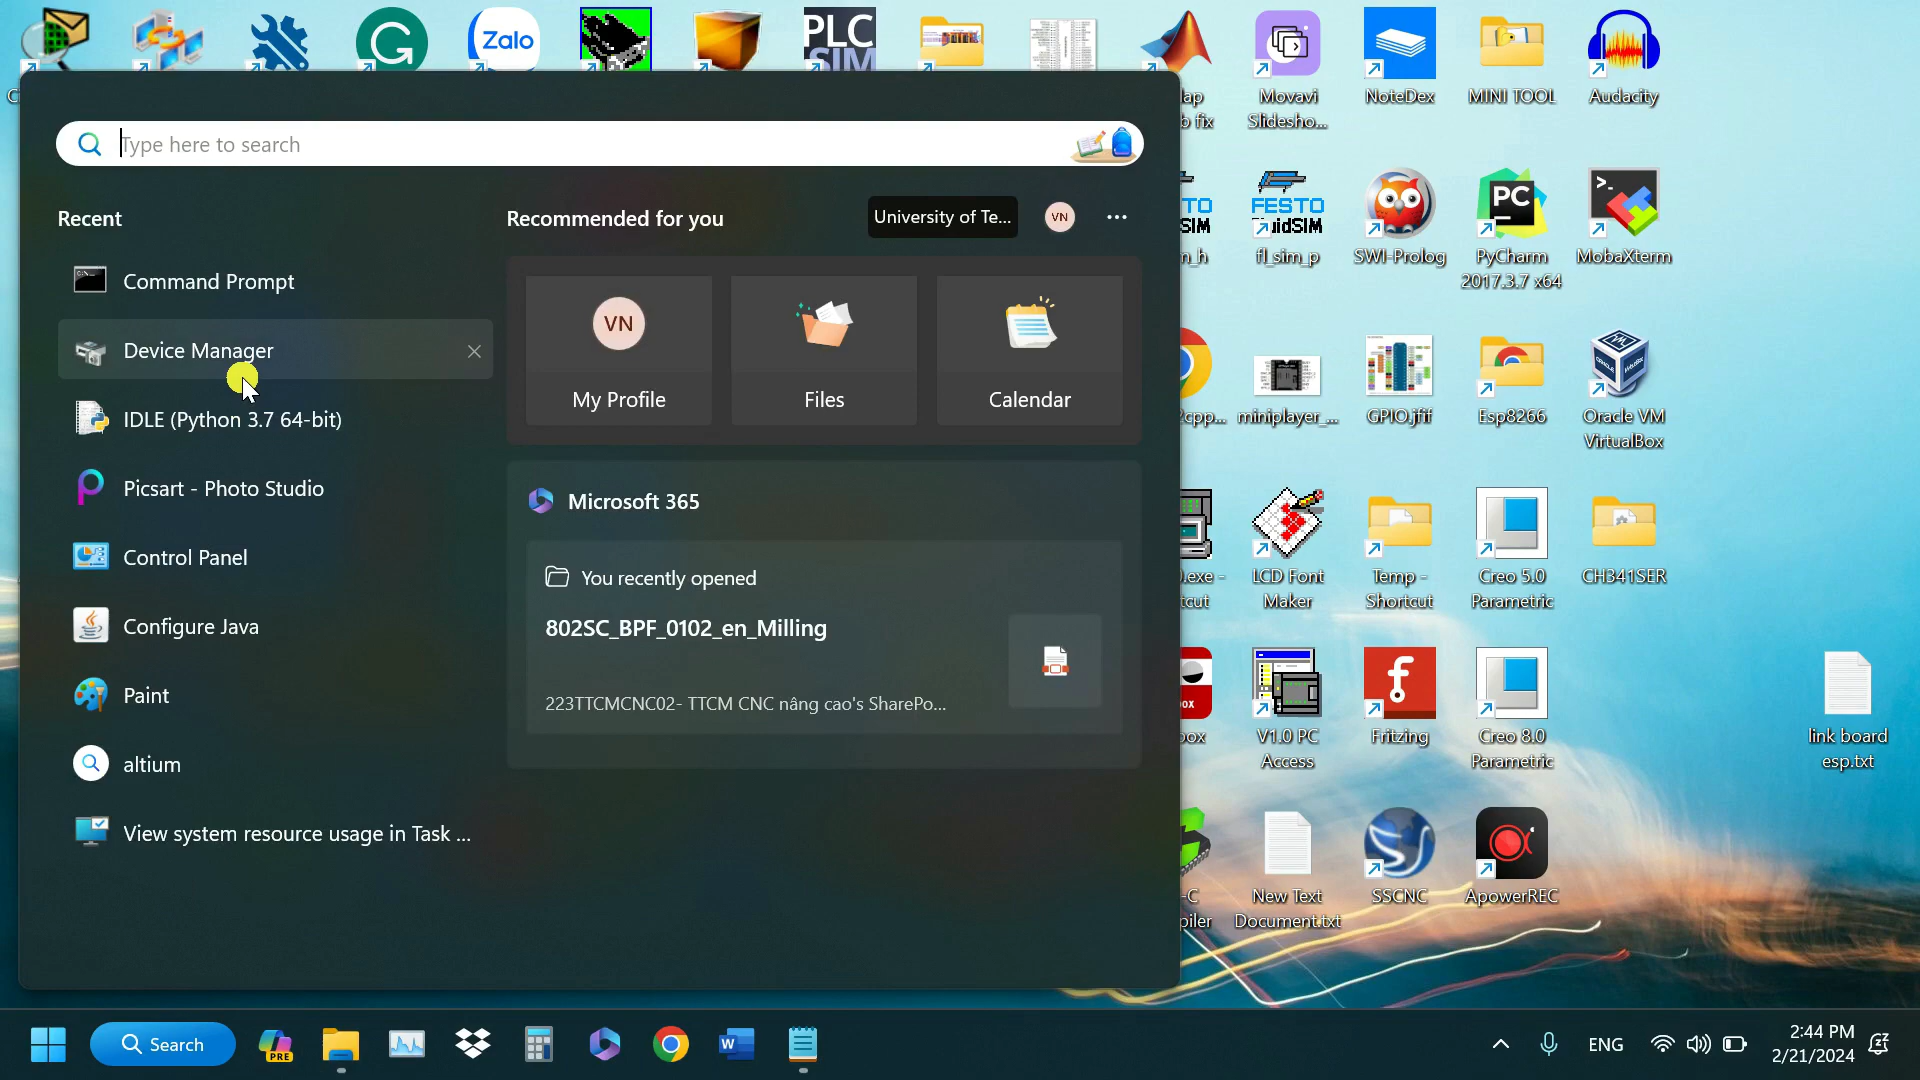 Zalo
PLC
SIM
PC
Type here to search
Recent
Recommended for you
University of Te...
VN
Command Prompt
Device Manager
IDLE (Python 3.7 64-bit)
Picsart - Photo Studio
Control Panel
Configure Java
Paint
altium
View system resource usage in Task ...
VN
My Profile
Files
Calendar
Microsoft 365
You recently opened
802SC_BPF_0102_en_Milling
223TTCMCNC02- TTCM CNC nâng cao's SharePo...
Movavi
Slidesho...
NoteDex
MINI TOOL
Audacity
FESTO
fl_sim_p
SWI-Prolog
PyCharm
2017.3.7 x64
MobaXterm
miniplayer_...
GPIO.jfif
Esp8266
Oracle VM
VirtualBox
LCD Font
Maker
Temp -
Shortcut
Creo 5.0
Parametric
CH341SER
V1.0 PC
Access
Fritzing
Creo 8.0
Parametric
link board
esp.txt
New Text
Document.txt
SSCNC
ApowerREC
Search
PRE
ENG
2:44 PM
2/21/2024